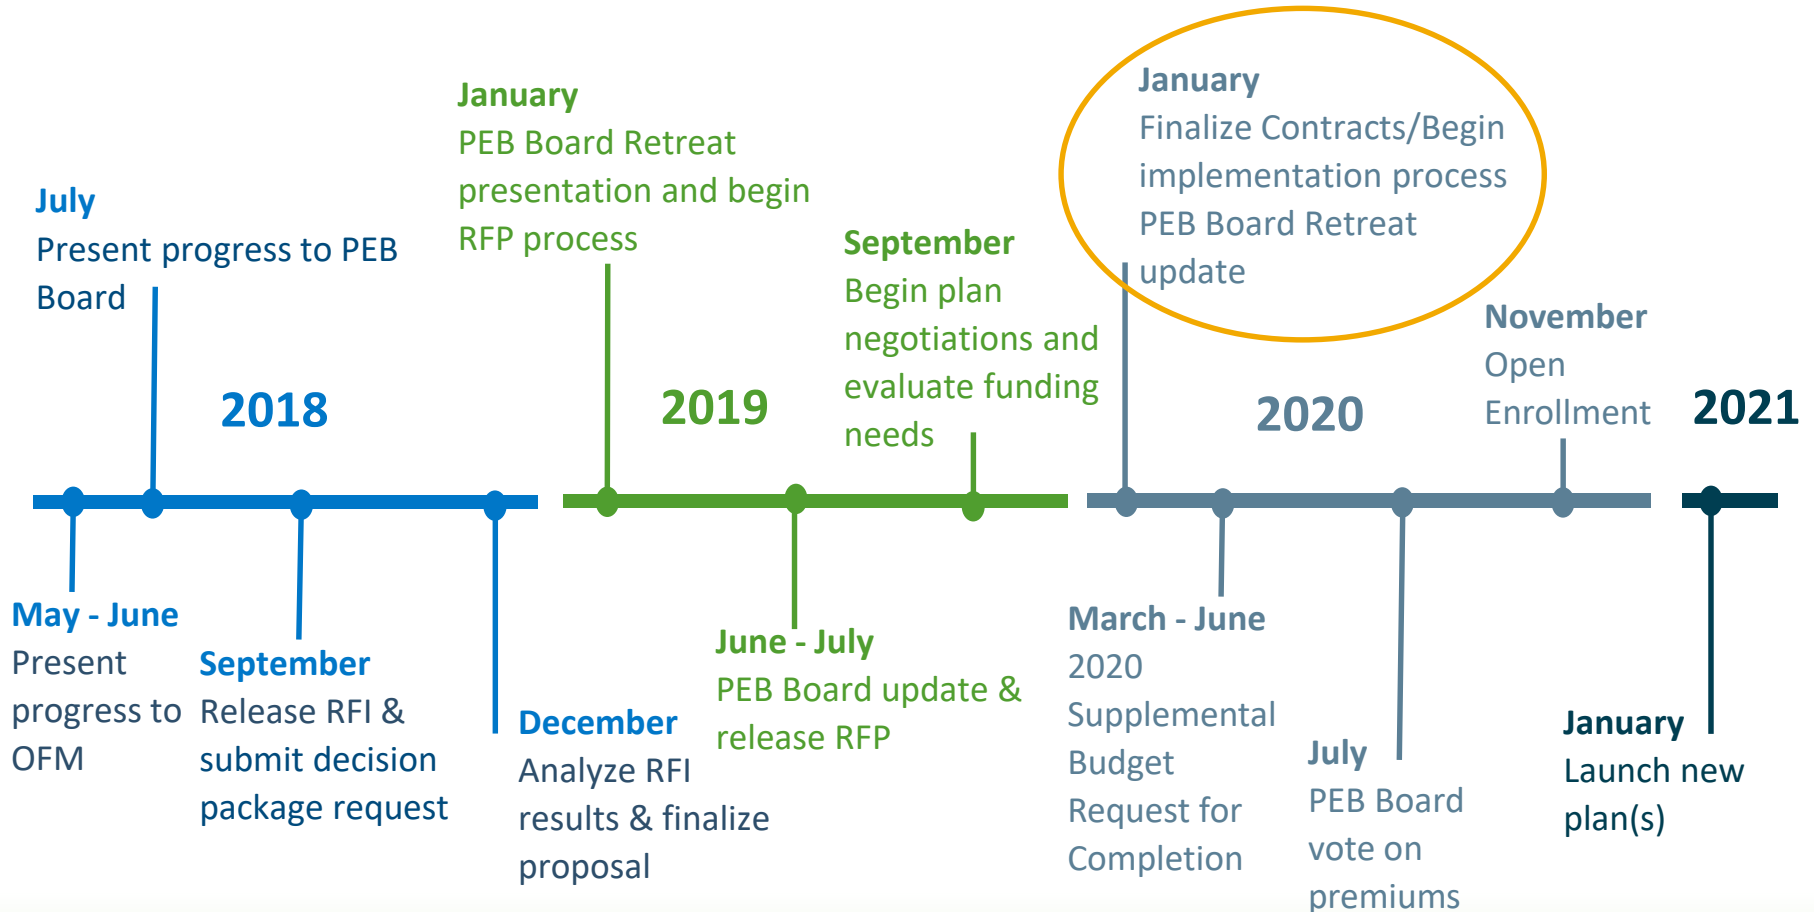 July
Present progress to PEB
Board
January
PEB Board Retreat
presentation and begin
RFP process
September
Begin plan
negotiations and
evaluate funding
needs
January
Finalize Contracts/Begin
implementation process
PEB Board Retreat
update
November
Open
Enrollment
2018
2019
2020
2021
May - June
Present
progress to
OFM
September
Release RFI &
submit decision
package request
December
Analyze RFI
results & finalize
proposal
June - July
PEB Board update &
release RFP
March - June
2020
Supplemental
Budget
Request for
Completion
July
PEB Board
vote on
premiums
January
Launch new
plan(s)